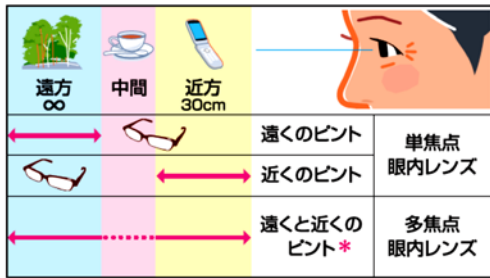 遠方
∞
中間
近方
30cm
遠くのピント
近くのピント
単焦点
眼内レンズ
遠くと近くの
ピント*
多焦点
眼内レンズ